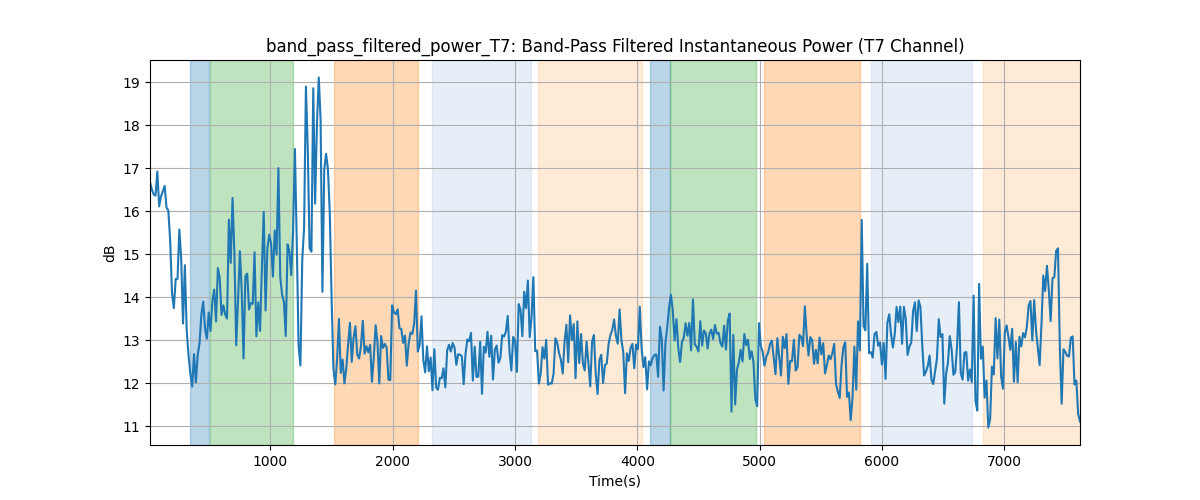 band_pass_filtered_power_T7: Band-Pass Filtered Instantaneous Power (T7 Channel)
19
18
17
16
15
14
13
12
11
dB
1000 2000 3000 4000 5000 6000 7000
Time(s)